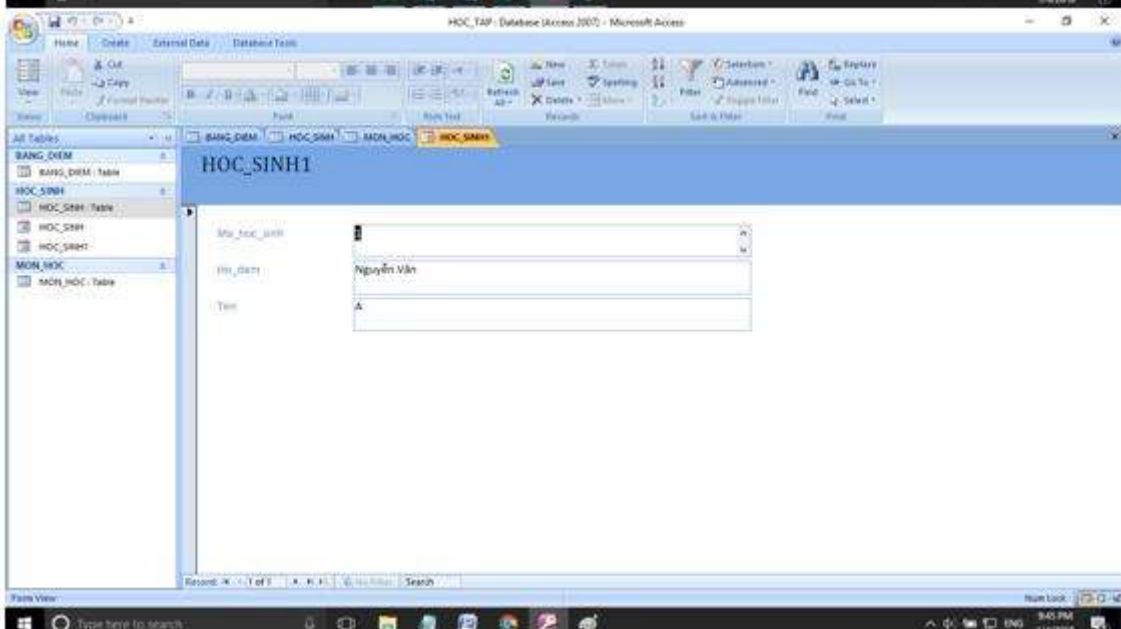 HOC_TAP : Database (Access 2007) - Microsoft Access
Home Create External Data Database Tools
View
Cut
Copy
Format Painter
Clipboard
Font
Rich Text
Refresh All
New
Save
Delete
Spelling
Records
Filter
Selection
Advanced
Toggle Filter
Sort & Filter
Find
Replace
Go To
Select
Find
All Tables
BANG_DIEM
BANG_DIEM : Table
HOC_SINH
HOC_SINH : Table
HOC_SINH
HOC_SINH1
MON_HOC
MON_HOC : Table
BANG_DIEM HOC_SINH MON_HOC HOC_SINH1
HOC_SINH1
Ma_hoc_sinh 1
Ho_dem Nguyễn Văn
Ten A
Record: 1 of 1 No Filter Search
Form View Num Lock
Type here to search ENG 9:45 PM